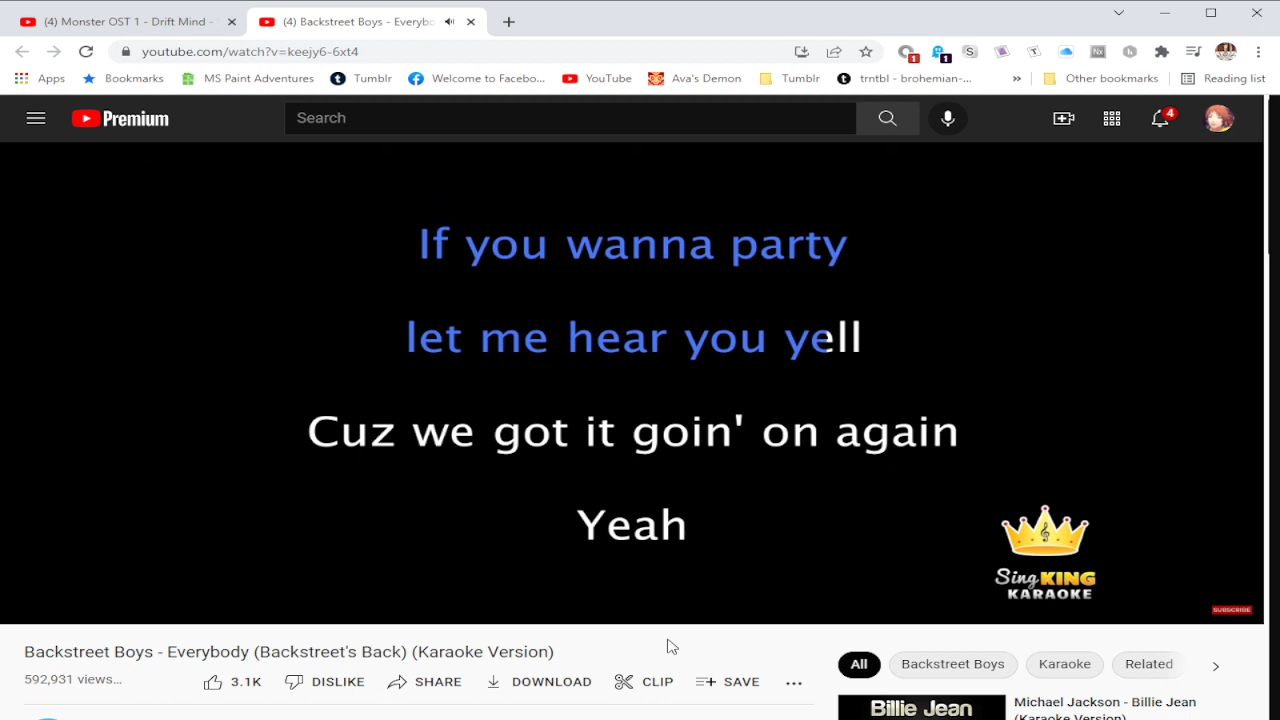 (4) Monster OST 1 - Drift Mind -
(4) Backstreet Boys - Everybo
youtube.com/watch?v=keejy6-6xt4
1
1
S
T
Nx
Apps
Bookmarks
MS Paint Adventures
Tumblr
Welcome to Facebo...
YouTube
Ava's Demon
Tumblr
trntbl - brohemian-...
»
Other bookmarks
Reading list
Premium
Search
4
If you wanna party
let me hear you yell
Cuz we got it goin' on again
Yeah
Sing KING
KARAOKE
SUBSCRIBE
Backstreet Boys - Everybody (Backstreet's Back) (Karaoke Version)
592,931 views...
3.1K
DISLIKE
SHARE
DOWNLOAD
CLIP
SAVE
...
All
Backstreet Boys
Karaoke
Related
Billie Jean
Michael Jackson - Billie Jean
(Karaoke Version)